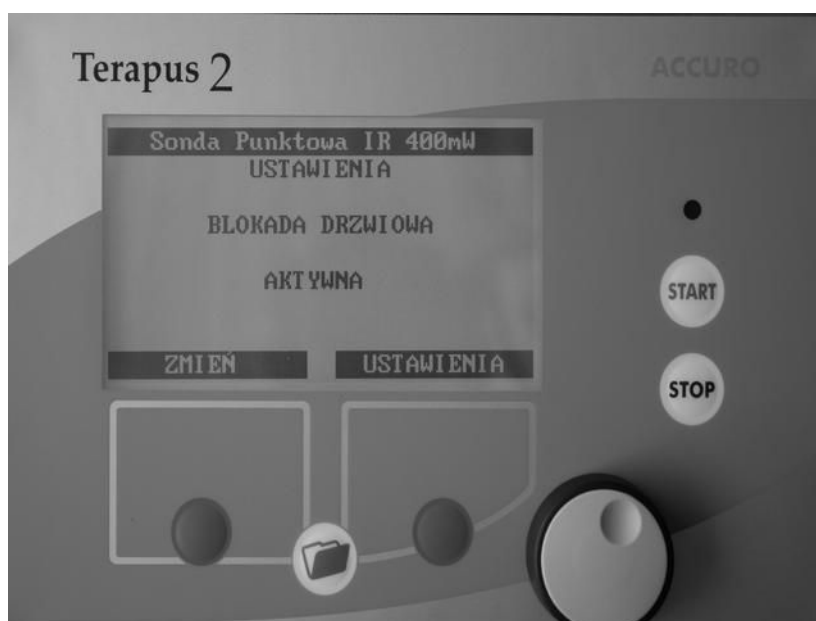 Terapus 2
ACCURO
Sonda Punktowa IR 400mW
USTAWIENIA
BLOKADA DRZWIOWA
AKTYWNA
ZMIEŃ
USTAWIENIA
START
STOP